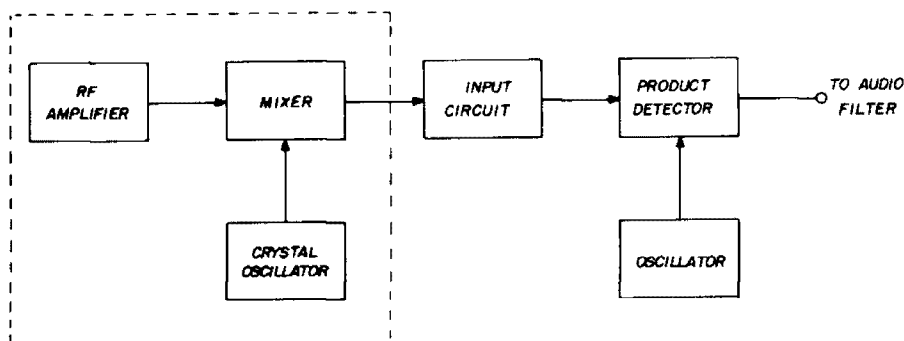 RF
AMPLIFIER
MIXER
INPUT
CIRCUIT
PRODUCT
DETECTOR
TO AUDIO
FILTER
CRYSTAL
OSCILLATOR
OSCILLATOR